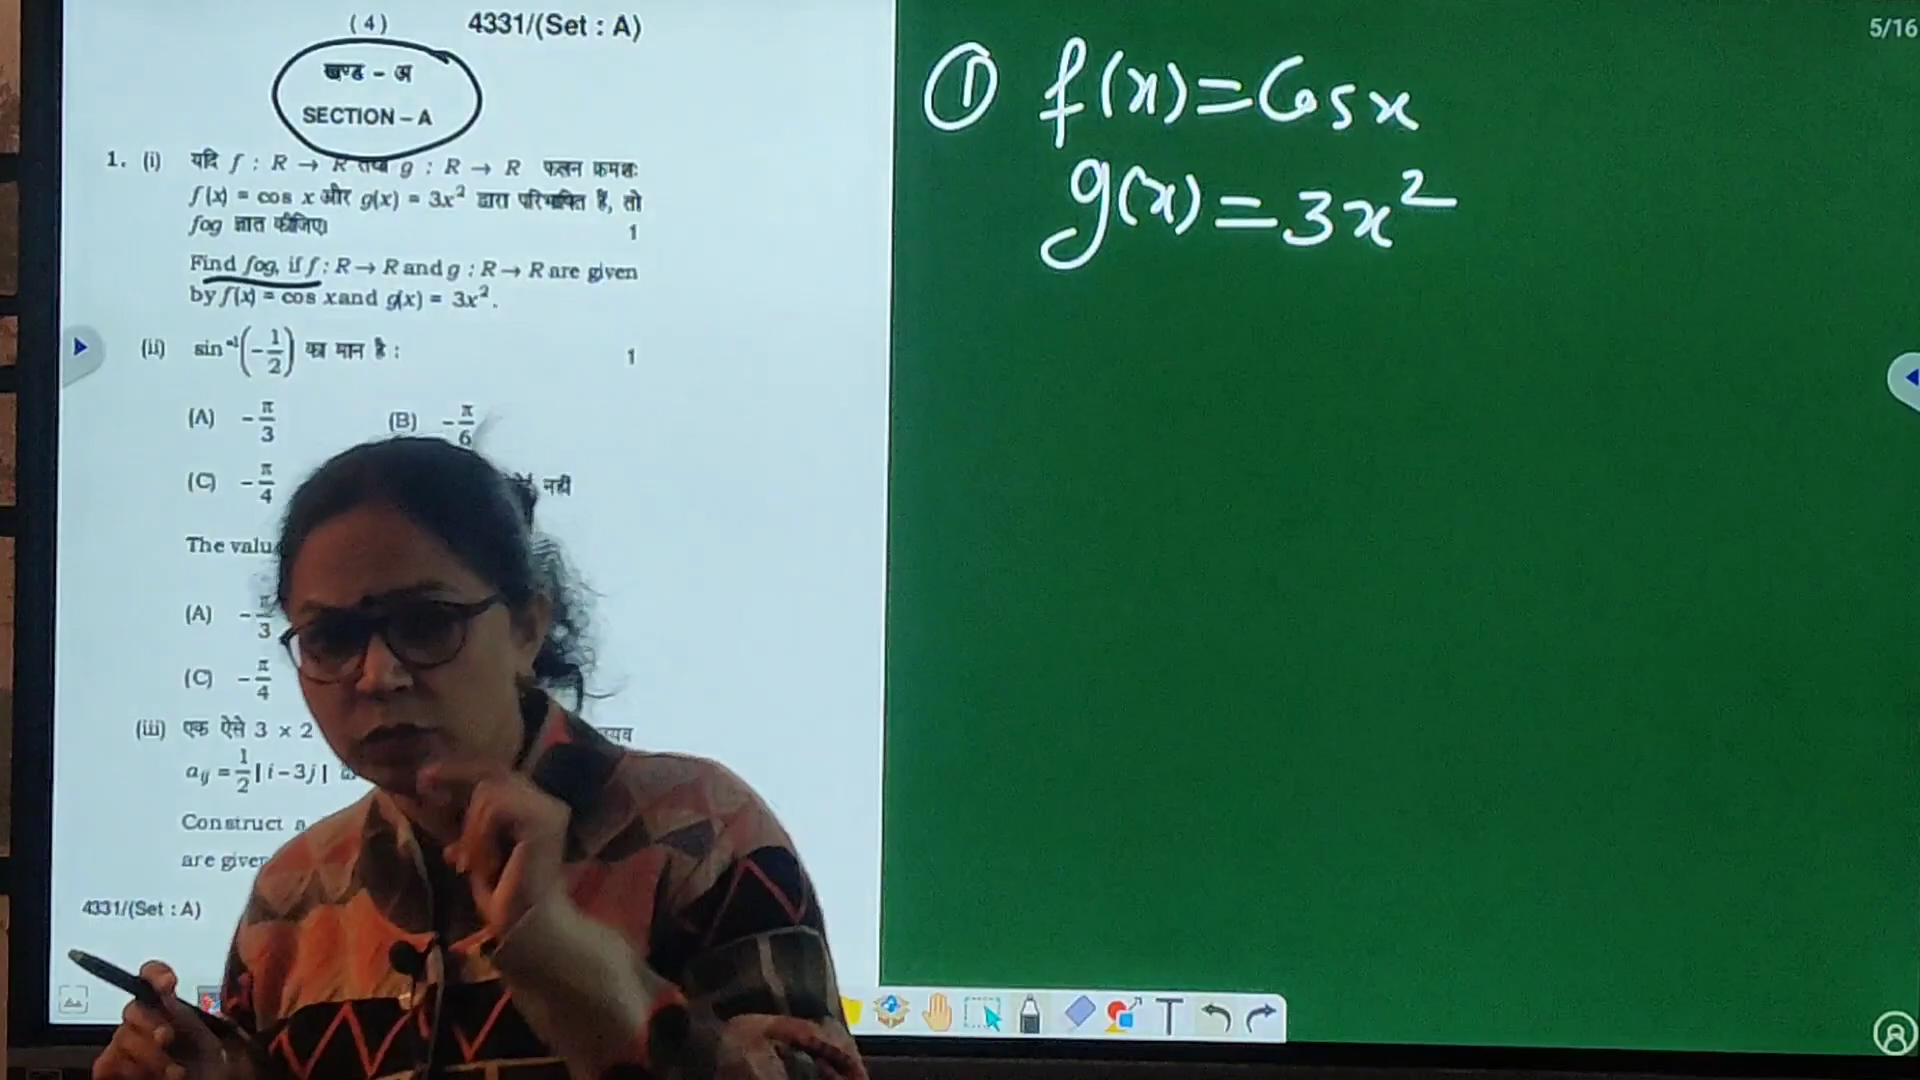 ( 4 )
4331/(Set : A)
5/16
खण्ड – अ
SECTION – A
1. (i) यदि f : R → R तथा g : R → R फलन क्रमशः
f(x) = cos x और g(x) = 3x² द्वारा परिभाषित हैं, तो
fog ज्ञात कीजिए। 1
Find fog, if f : R → R and g : R → R are given
by f(x) = cos x and g(x) = 3x².
(ii) sin⁻¹(−1/2) का मान है : 1
(A) −π/3 (B) −π/6
(C) −π/4 नहीं
The
(A) −π/3
(C) −π/4
(iii) एक ऐसे 3 × 2
aij = 1/2 | i – 3j |
Construct a
are
4331/(Set : A)
① f(x) = Cos x
g(x) = 3x²
T